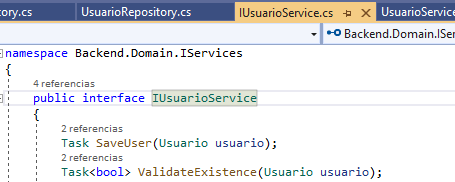 tory.cs UsuarioRepository.cs IUsuarioService.cs UsuarioService
Backend.Domain.ISer
namespace Backend.Domain.IServices
{
4 referencias
public interface IUsuarioService
{
2 referencias
Task SaveUser(Usuario usuario);
2 referencias
Task<bool> ValidateExistence(Usuario usuario);